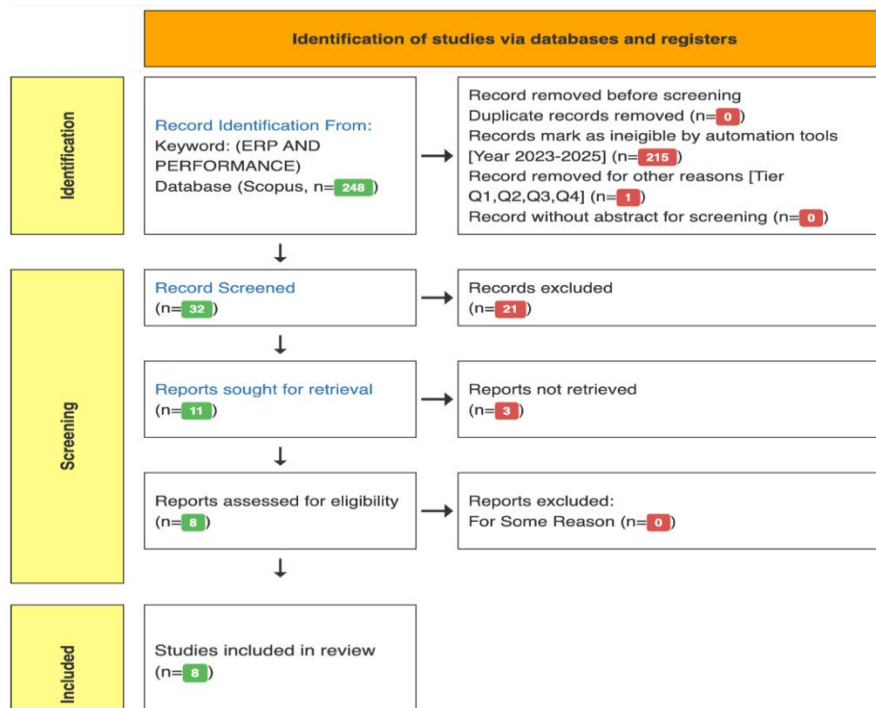 Identification of studies via databases and registers
Identification
Record Identification From:
Keyword: (ERP AND
PERFORMANCE)
Database (Scopus, n=248)
Record removed before screening
Duplicate records removed (n=0)
Records mark as ineigible by automation tools
[Year 2023-2025] (n=215)
Record removed for other reasons [Tier
Q1,Q2,Q3,Q4] (n=1)
Record without abstract for screening (n=0)
Screening
Record Screened
(n=32)
Records excluded
(n=21)
Reports sought for retrieval
(n=11)
Reports not retrieved
(n=3)
Reports assessed for eligibility
(n=8)
Reports excluded:
For Some Reason (n=0)
Included
Studies included in review
(n=8)